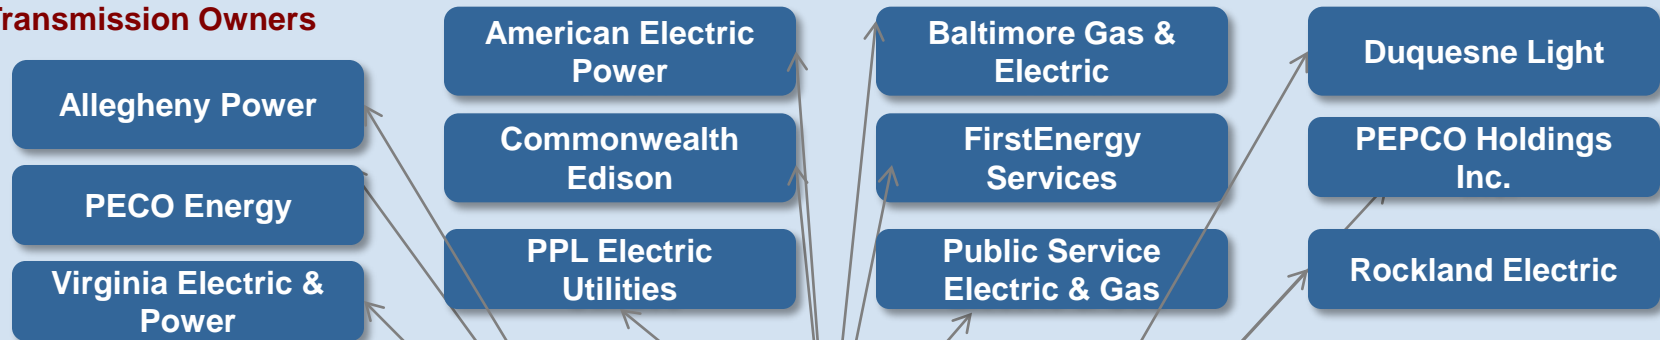 Transmission Owners
American Electric
Power
Baltimore Gas &
Electric
Duquesne Light
Allegheny Power
Commonwealth
Edison
FirstEnergy
Services
PEPCO Holdings
Inc.
PECO Energy
PPL Electric
Utilities
Public Service
Electric & Gas
Rockland Electric
Virginia Electric &
Power